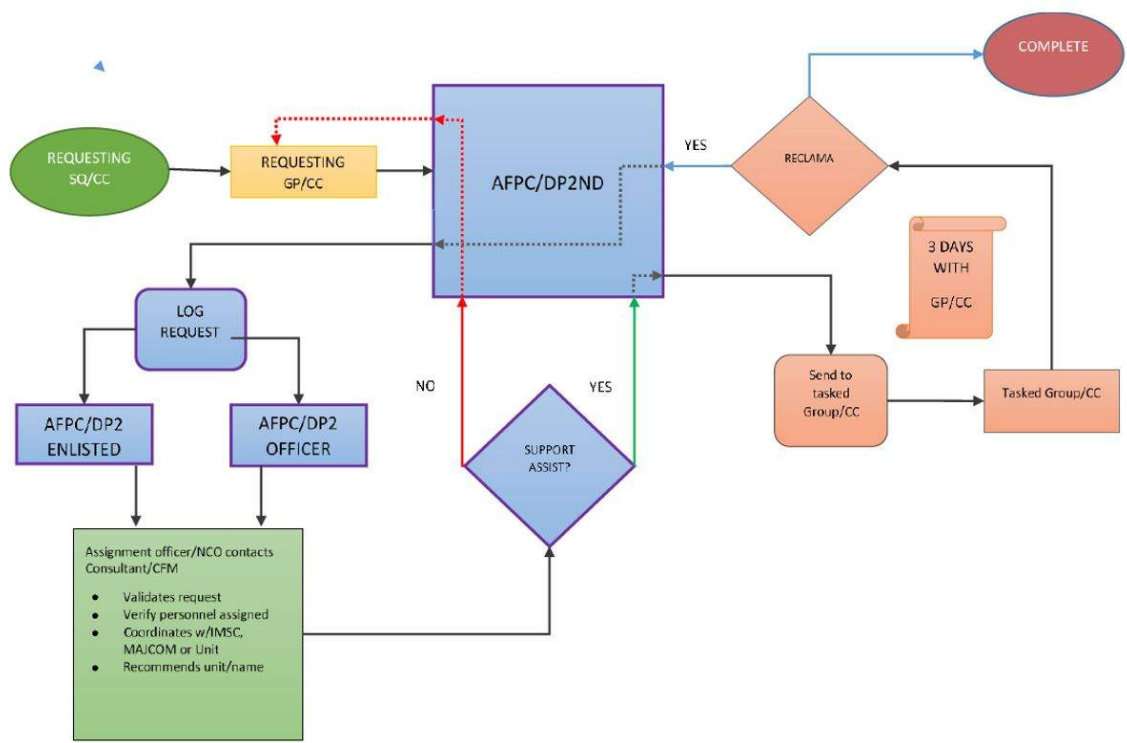 COMPLETE
REQUESTING
SQ/CC
REQUESTING
GP/CC
AFPC/DP2ND
YES
RECLAMA
3 DAYS
WITH
GP/CC
LOG
REQUEST
Send to
tasked
Group/CC
Tasked Group/CC
NO
YES
AFPC/DP2
ENLISTED
AFPC/DP2
OFFICER
SUPPORT
ASSIST?
Assignment officer/NCO contacts
Consultant/CFM
● Validates request
● Verify personnel assigned
● Coordinates w/IMSC,
MAJCOM or Unit
● Recommends unit/name